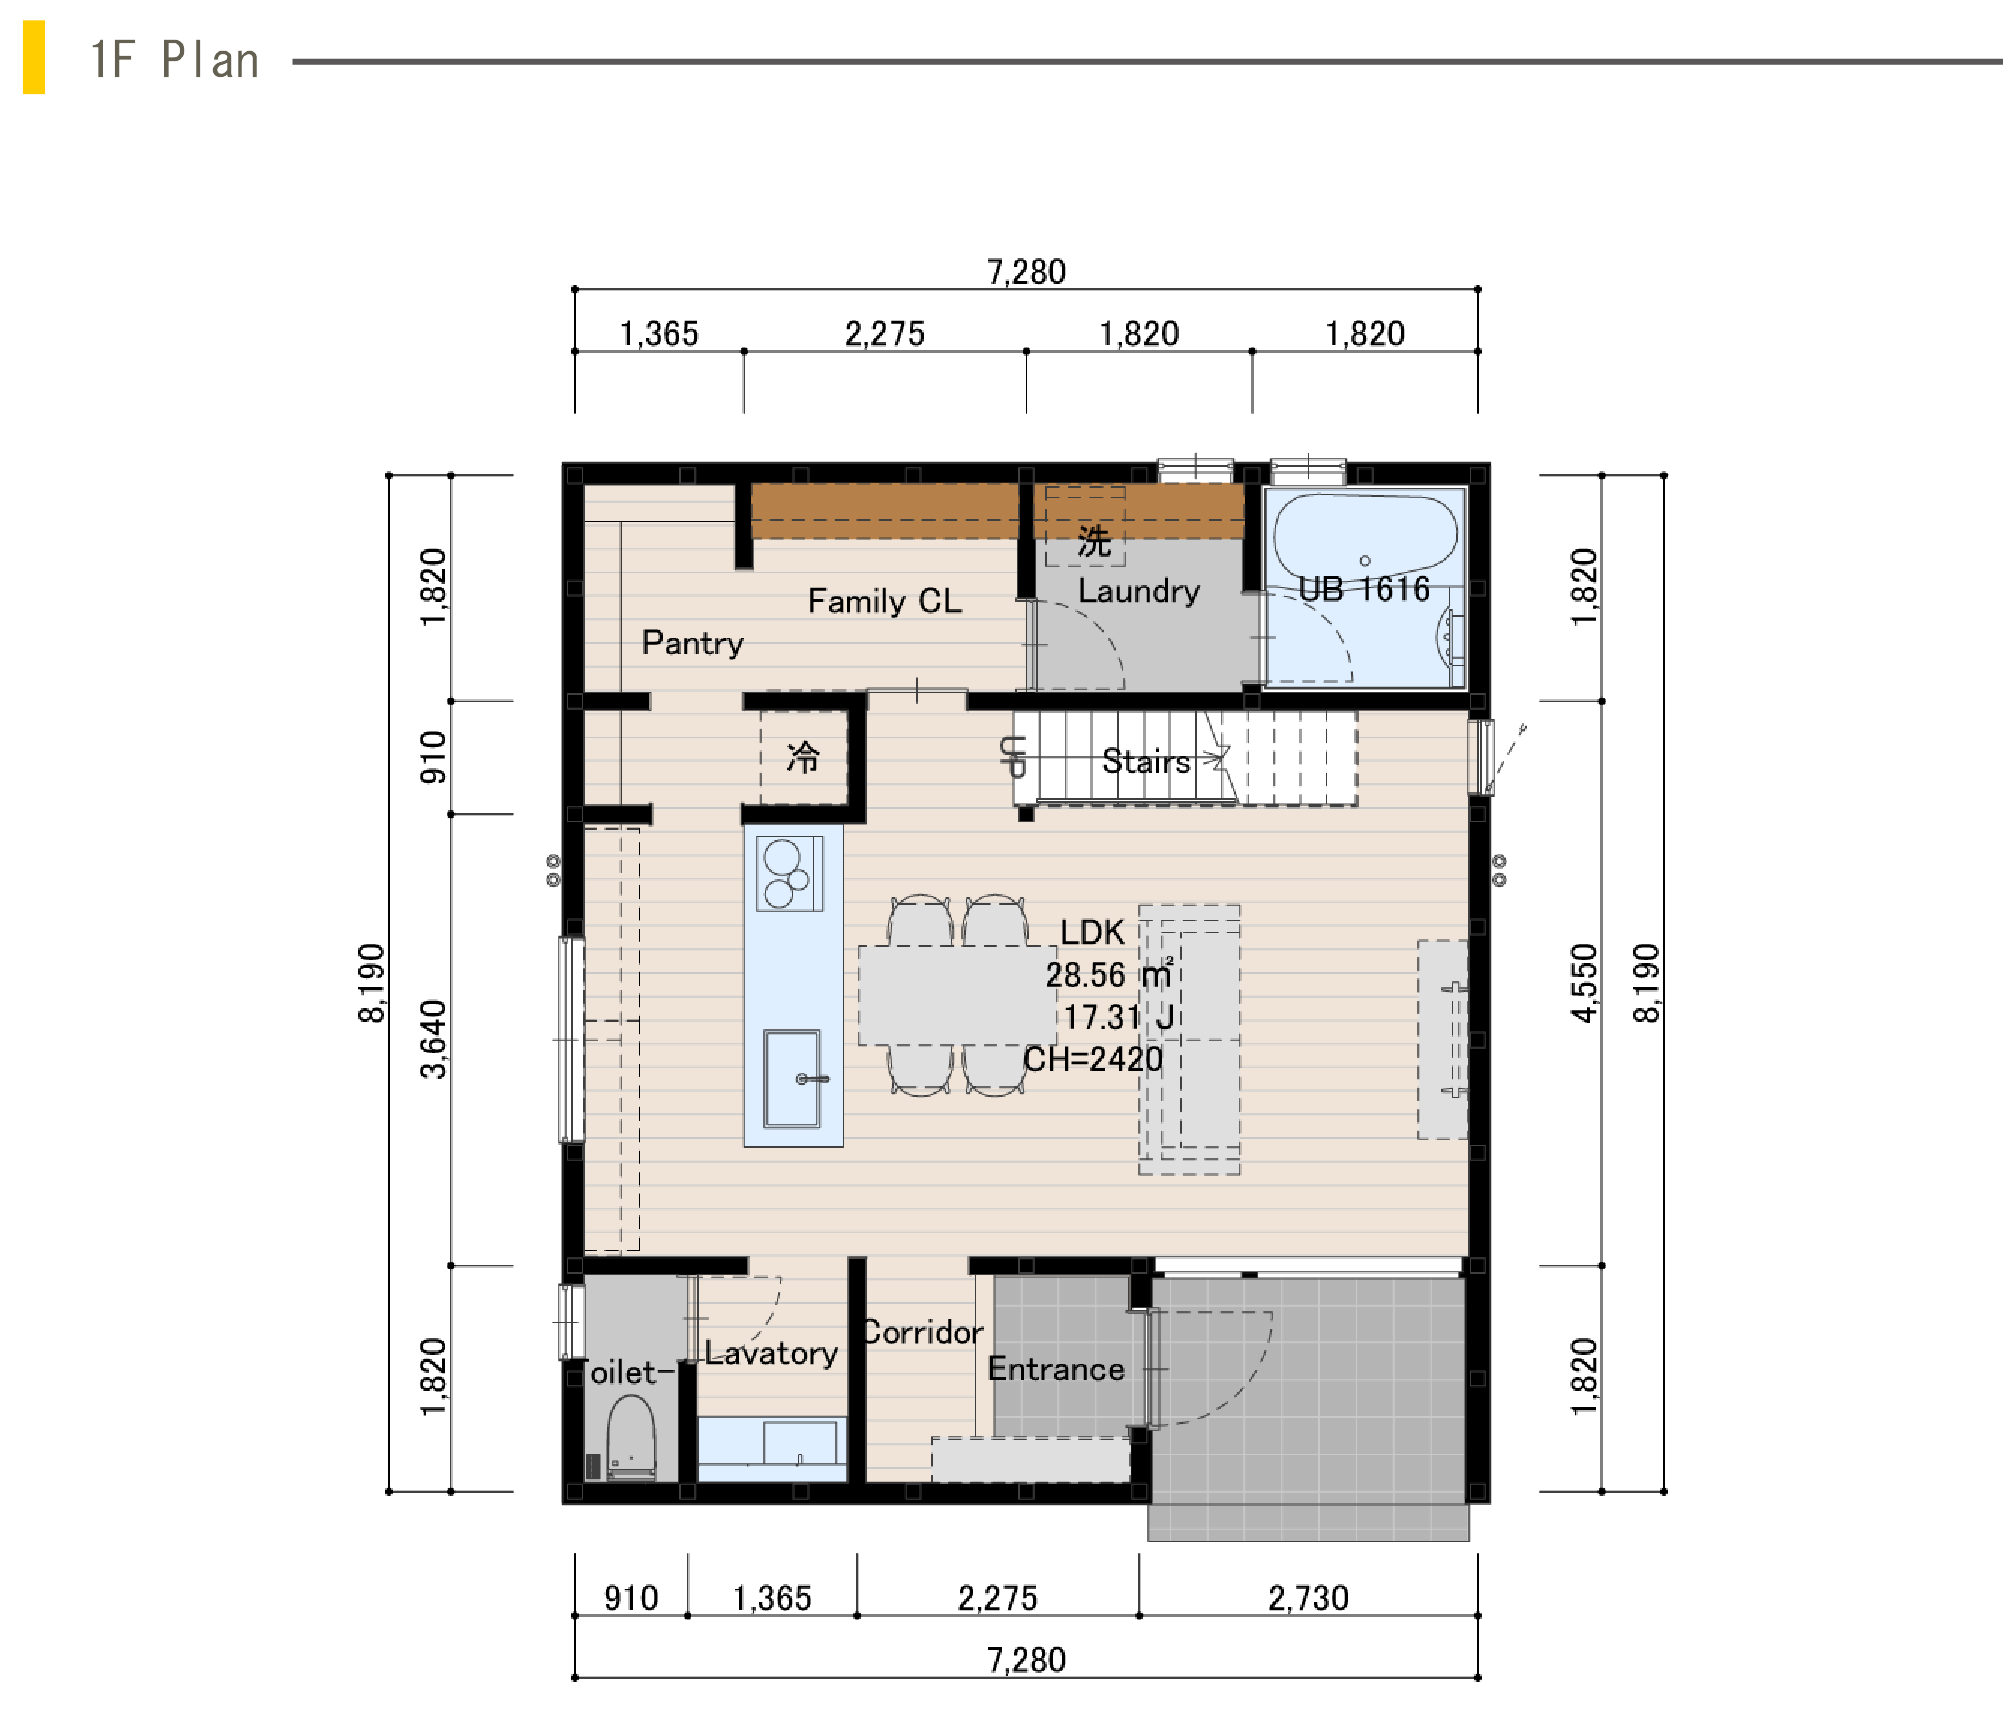 1F Plan
7,280
1,365
2,275
1,820
1,820
8,190
1,820
910
3,640
1,820
洗
Laundry
UB 1616
Family CL
Pantry
冷
UP
Stairs
LDK
28.56 ㎡
17.31 J
CH=2420
Corridor
Lavatory
oilet-
Entrance
1,820
4,550
8,190
1,820
910
1,365
2,275
2,730
7,280